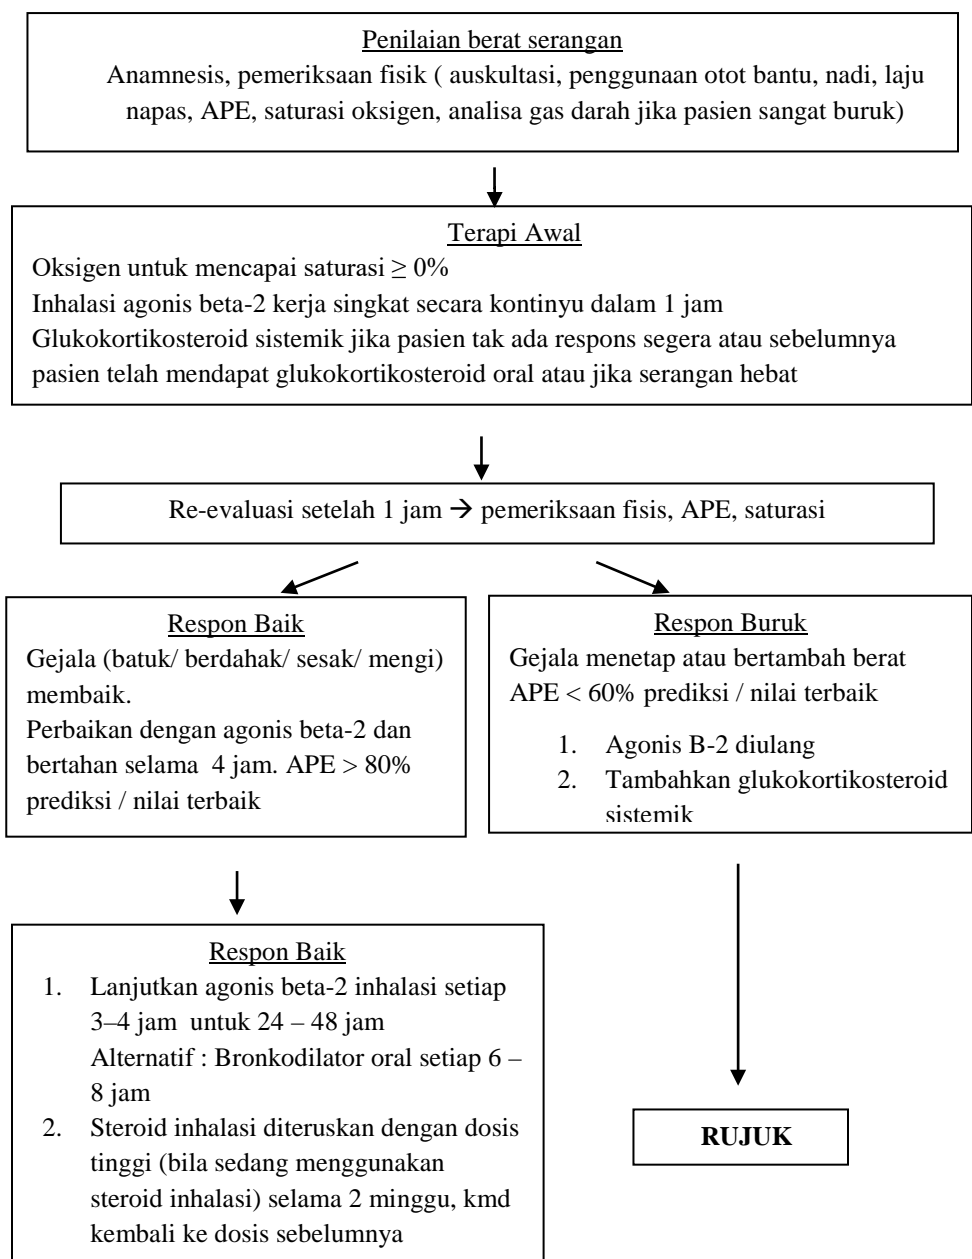 Penilaian berat serangan
Anamnesis, pemeriksaan fisik ( auskultasi, penggunaan otot bantu, nadi, laju
napas, APE, saturasi oksigen, analisa gas darah jika pasien sangat buruk)
Terapi Awal
Oksigen untuk mencapai saturasi ≥ 0%
Inhalasi agonis beta-2 kerja singkat secara kontinyu dalam 1 jam
Glukokortikosteroid sistemik jika pasien tak ada respons segera atau sebelumnya
pasien telah mendapat glukokortikosteroid oral atau jika serangan hebat
Re-evaluasi setelah 1 jam → pemeriksaan fisis, APE, saturasi
Respon Baik
Gejala (batuk/ berdahak/ sesak/ mengi)
membaik.
Perbaikan dengan agonis beta-2 dan
bertahan selama 4 jam. APE > 80%
prediksi / nilai terbaik
Respon Buruk
Gejala menetap atau bertambah berat
APE < 60% prediksi / nilai terbaik
1. Agonis B-2 diulang
2. Tambahkan glukokortikosteroid
sistemik
Respon Baik
1. Lanjutkan agonis beta-2 inhalasi setiap
3–4 jam untuk 24 – 48 jam
Alternatif : Bronkodilator oral setiap 6 –
8 jam
2. Steroid inhalasi diteruskan dengan dosis
tinggi (bila sedang menggunakan
steroid inhalasi) selama 2 minggu, kmd
kembali ke dosis sebelumnya
RUJUK